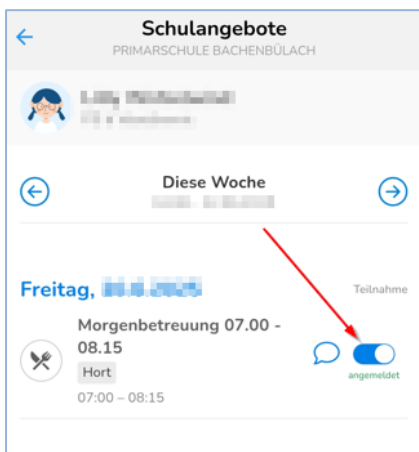 Schulangebote
PRIMARSCHULE BACHENBÜLACH
Diese Woche
Freitag,
Teilnahme
Morgenbetreuung 07.00 -
08.15
Hort
angemeldet
07:00 – 08:15